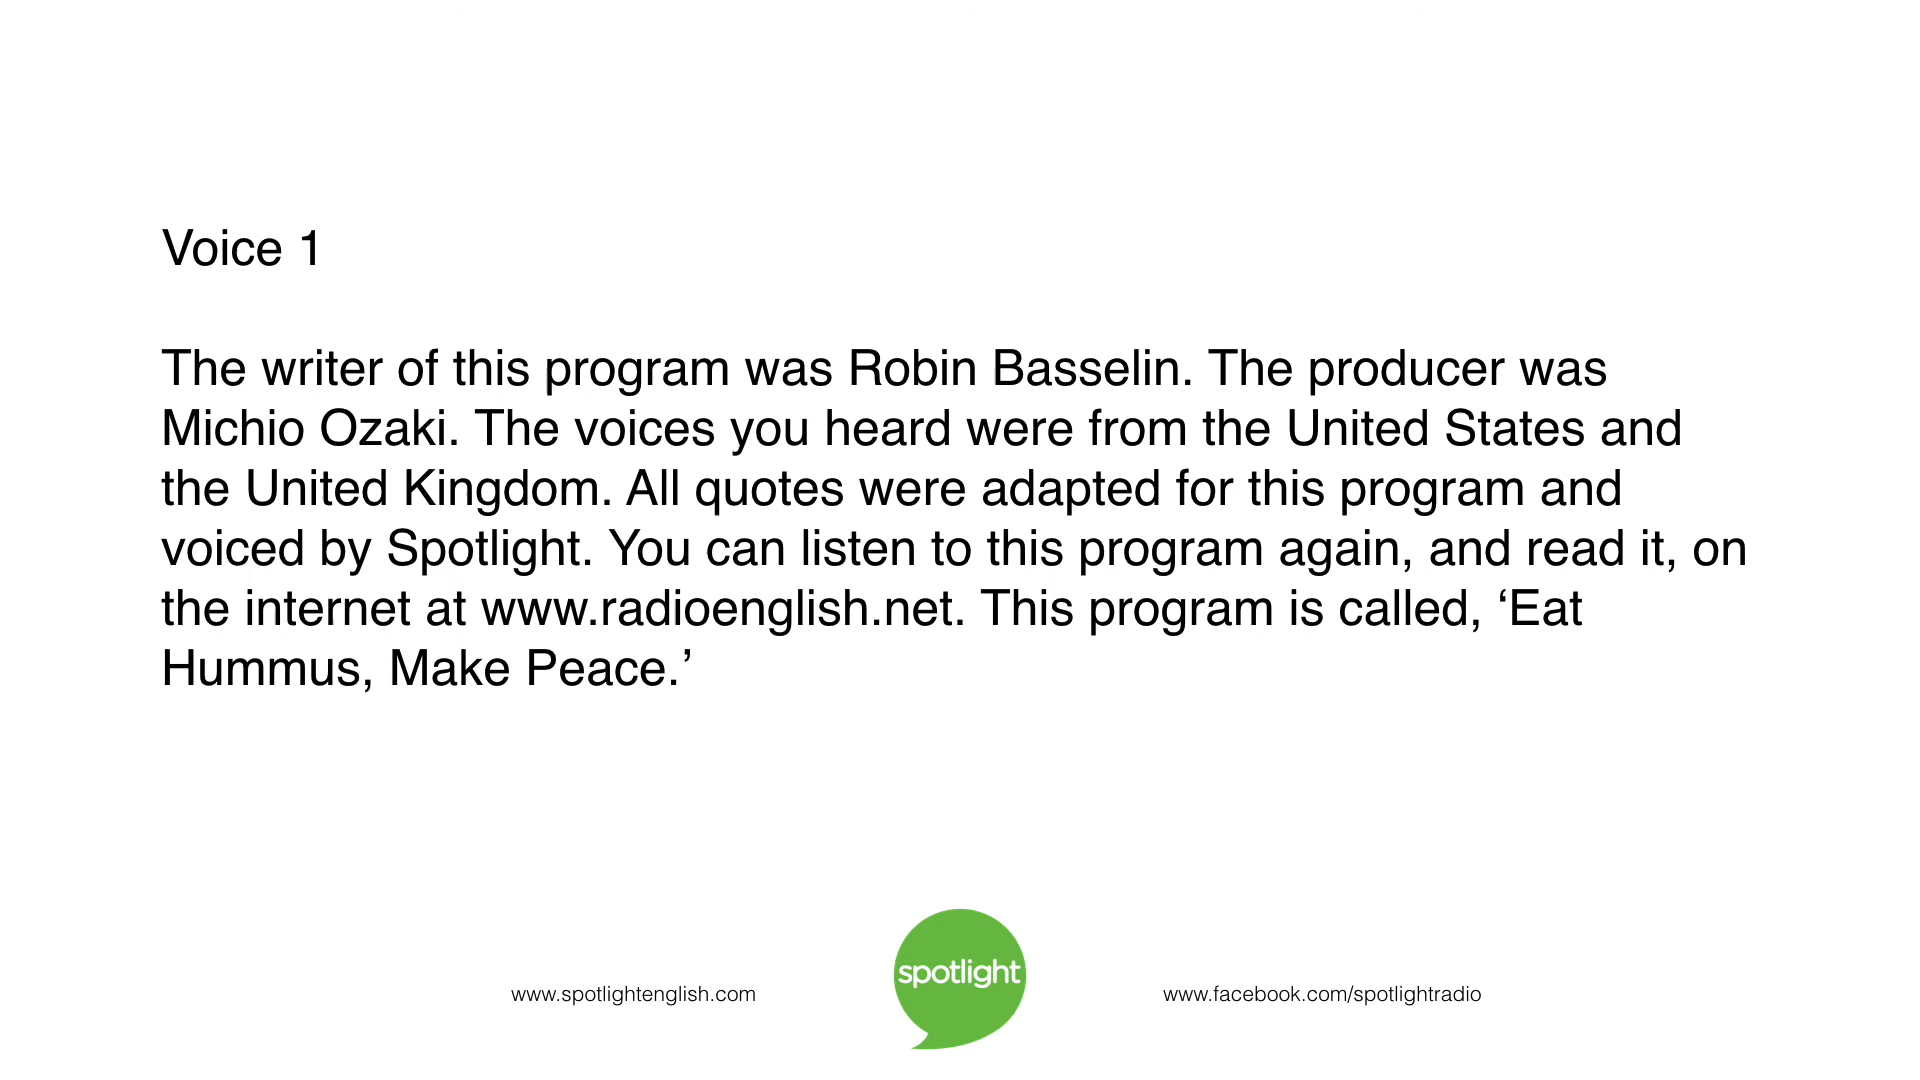 Voice 1
The writer of this program was Robin Basselin. The producer was
Michio Ozaki. The voices you heard were from the United States and
the United Kingdom. All quotes were adapted for this program and
voiced by Spotlight. You can listen to this program again, and read it, on
the internet at www.radioenglish.net. This program is called, ‘Eat
Hummus, Make Peace.’
www.spotlightenglish.com
spotlight
www.facebook.com/spotlightradio